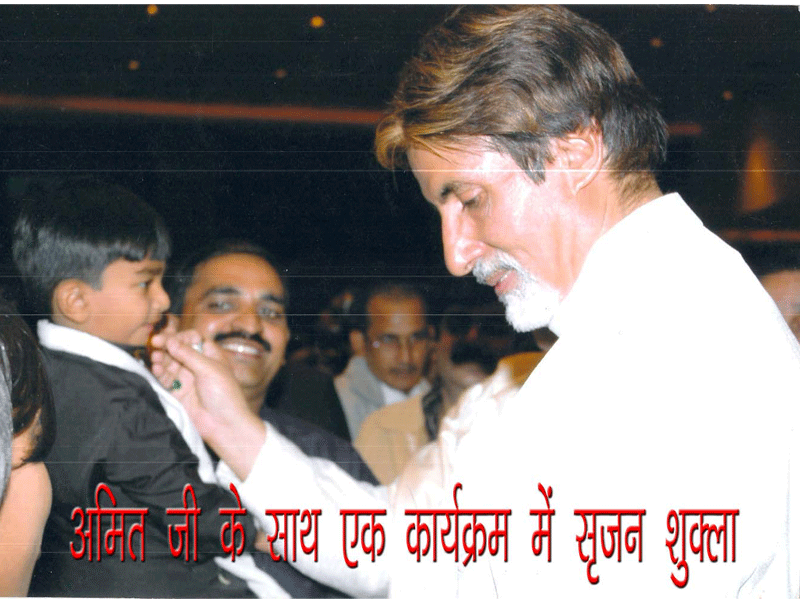 अमित जी के साथ एक कार्यक्रम में सृजन शुक्ला